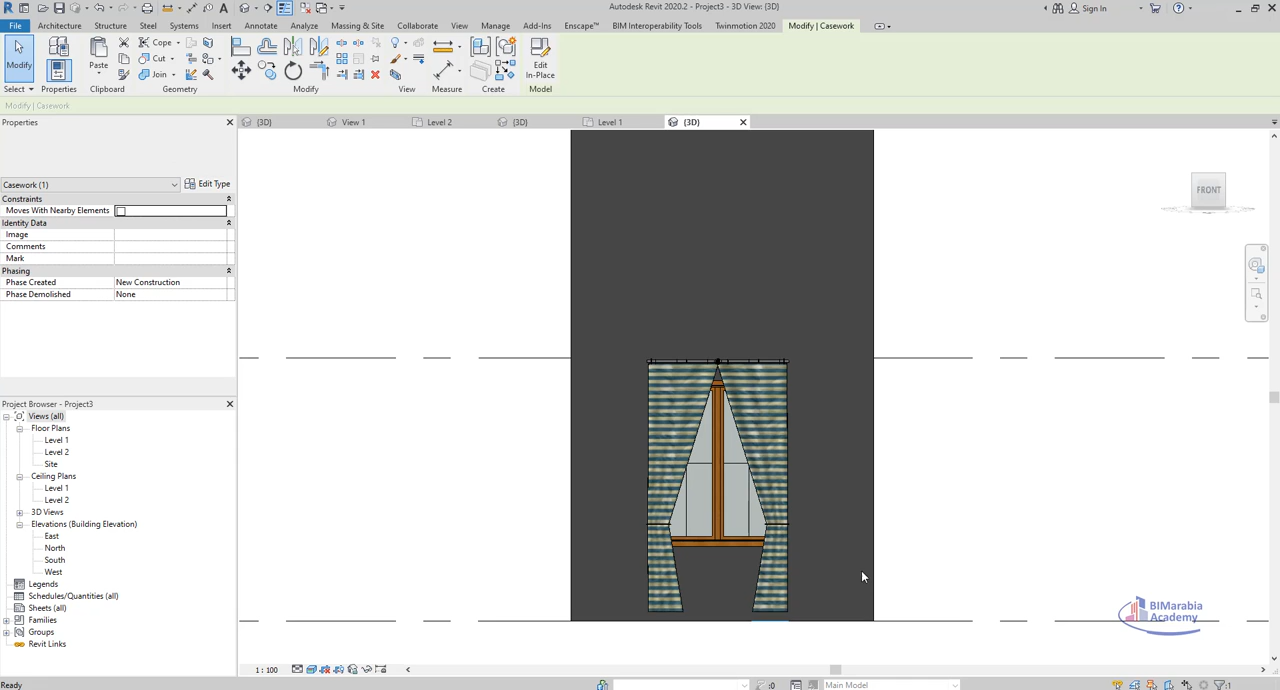 Autodesk Revit 2020.2 - Project3 - 3D View: {3D}
Sign In
File Architecture Structure Steel Systems Insert Annotate Analyze Massing & Site Collaborate View Manage Add-Ins Enscape™ BIM Interoperability Tools Twinmotion 2020 Modify | Casework
Modify
Paste
Cope
Cut
Join
Edit
In-Place
Select Properties Clipboard Geometry Modify View Measure Create Model
Modify | Casework
Properties
{3D} View 1 Level 2 {3D} Level 1 {3D}
Casework (1)
Edit Type
Constraints
Moves With Nearby Elements
Identity Data
Image
Comments
Mark
Phasing
Phase Created New Construction
Phase Demolished None
FRONT
Project Browser - Project3
Views (all)
Floor Plans
Level 1
Level 2
Site
Ceiling Plans
Level 1
Level 2
3D Views
Elevations (Building Elevation)
East
North
South
West
Legends
Schedules/Quantities (all)
Sheets (all)
Families
Groups
Revit Links
BIMarabia
Academy
1 : 100
Ready
:0
Main Model
:1